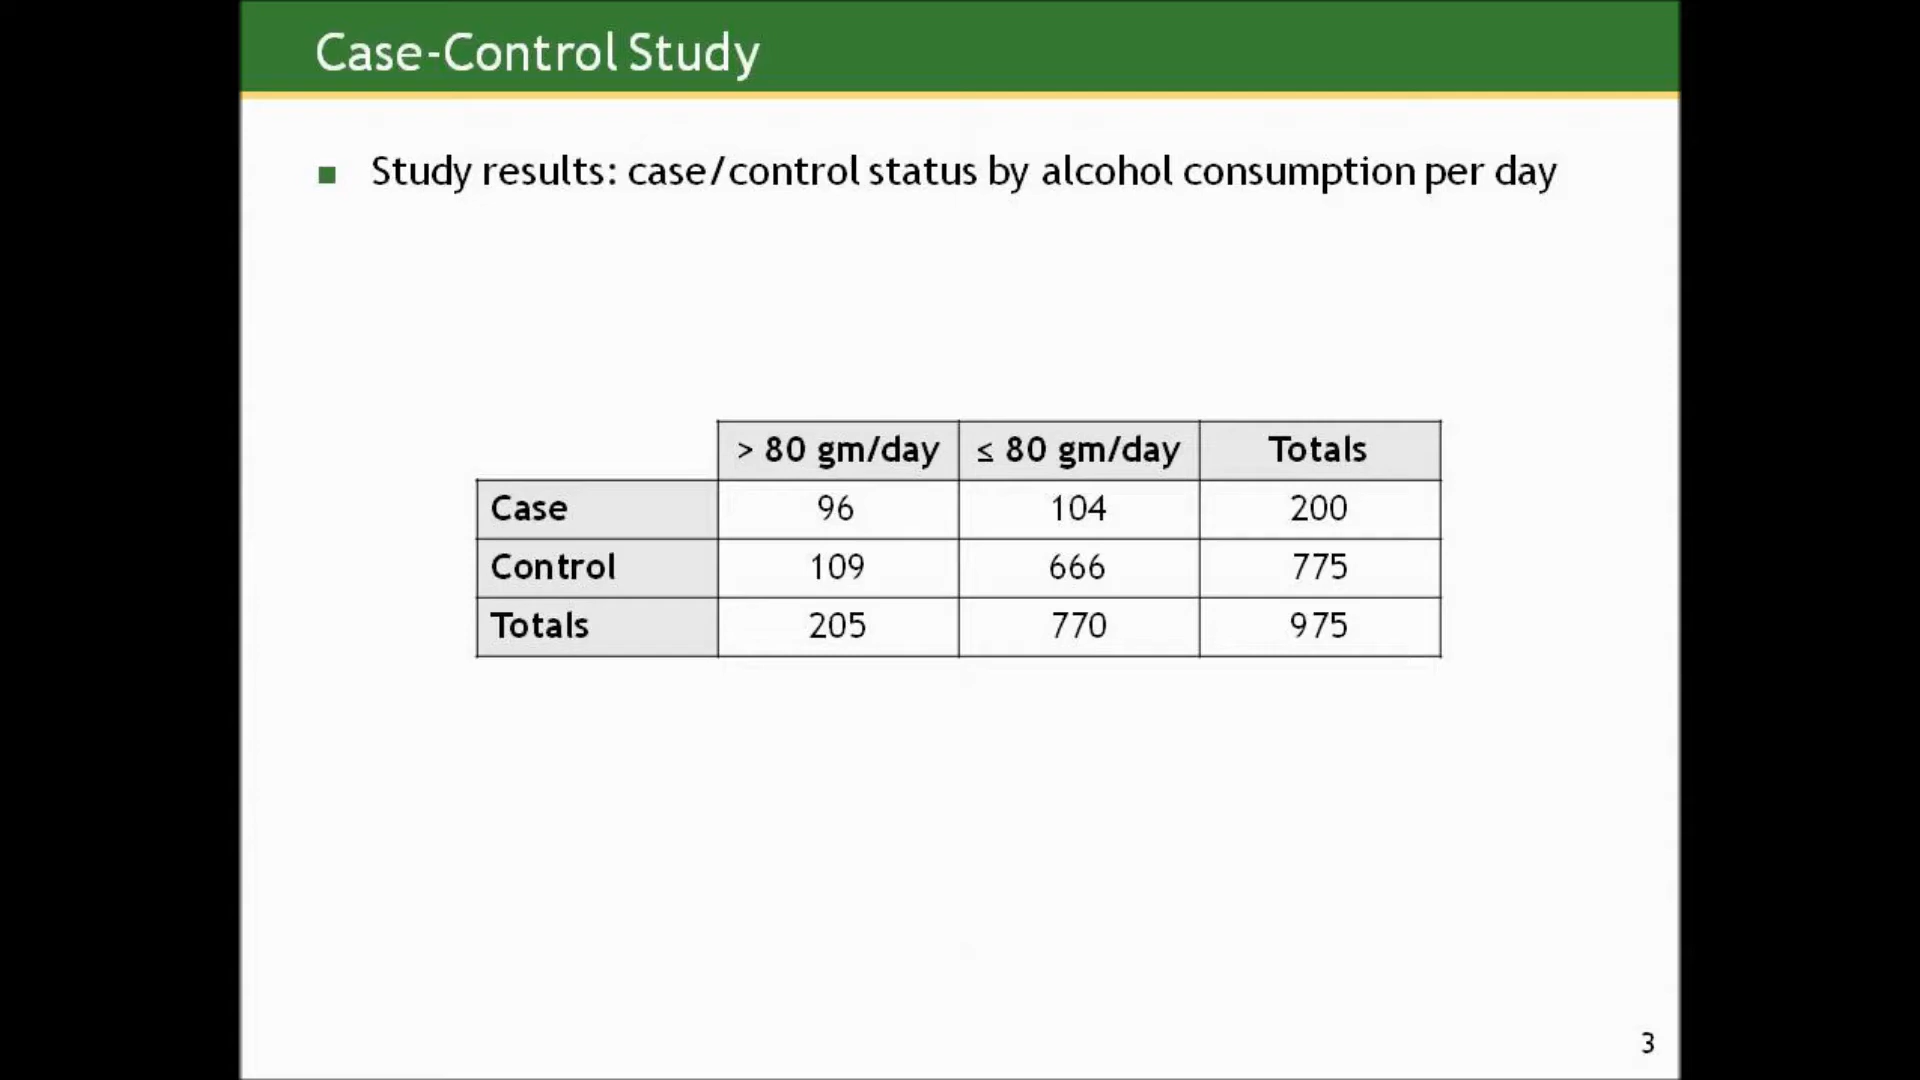 Case-Control Study
Study results: case/control status by alcohol consumption per day
> 80 gm/day ≤ 80 gm/day Totals
Case 96 104 200
Control 109 666 775
Totals 205 770 975
3